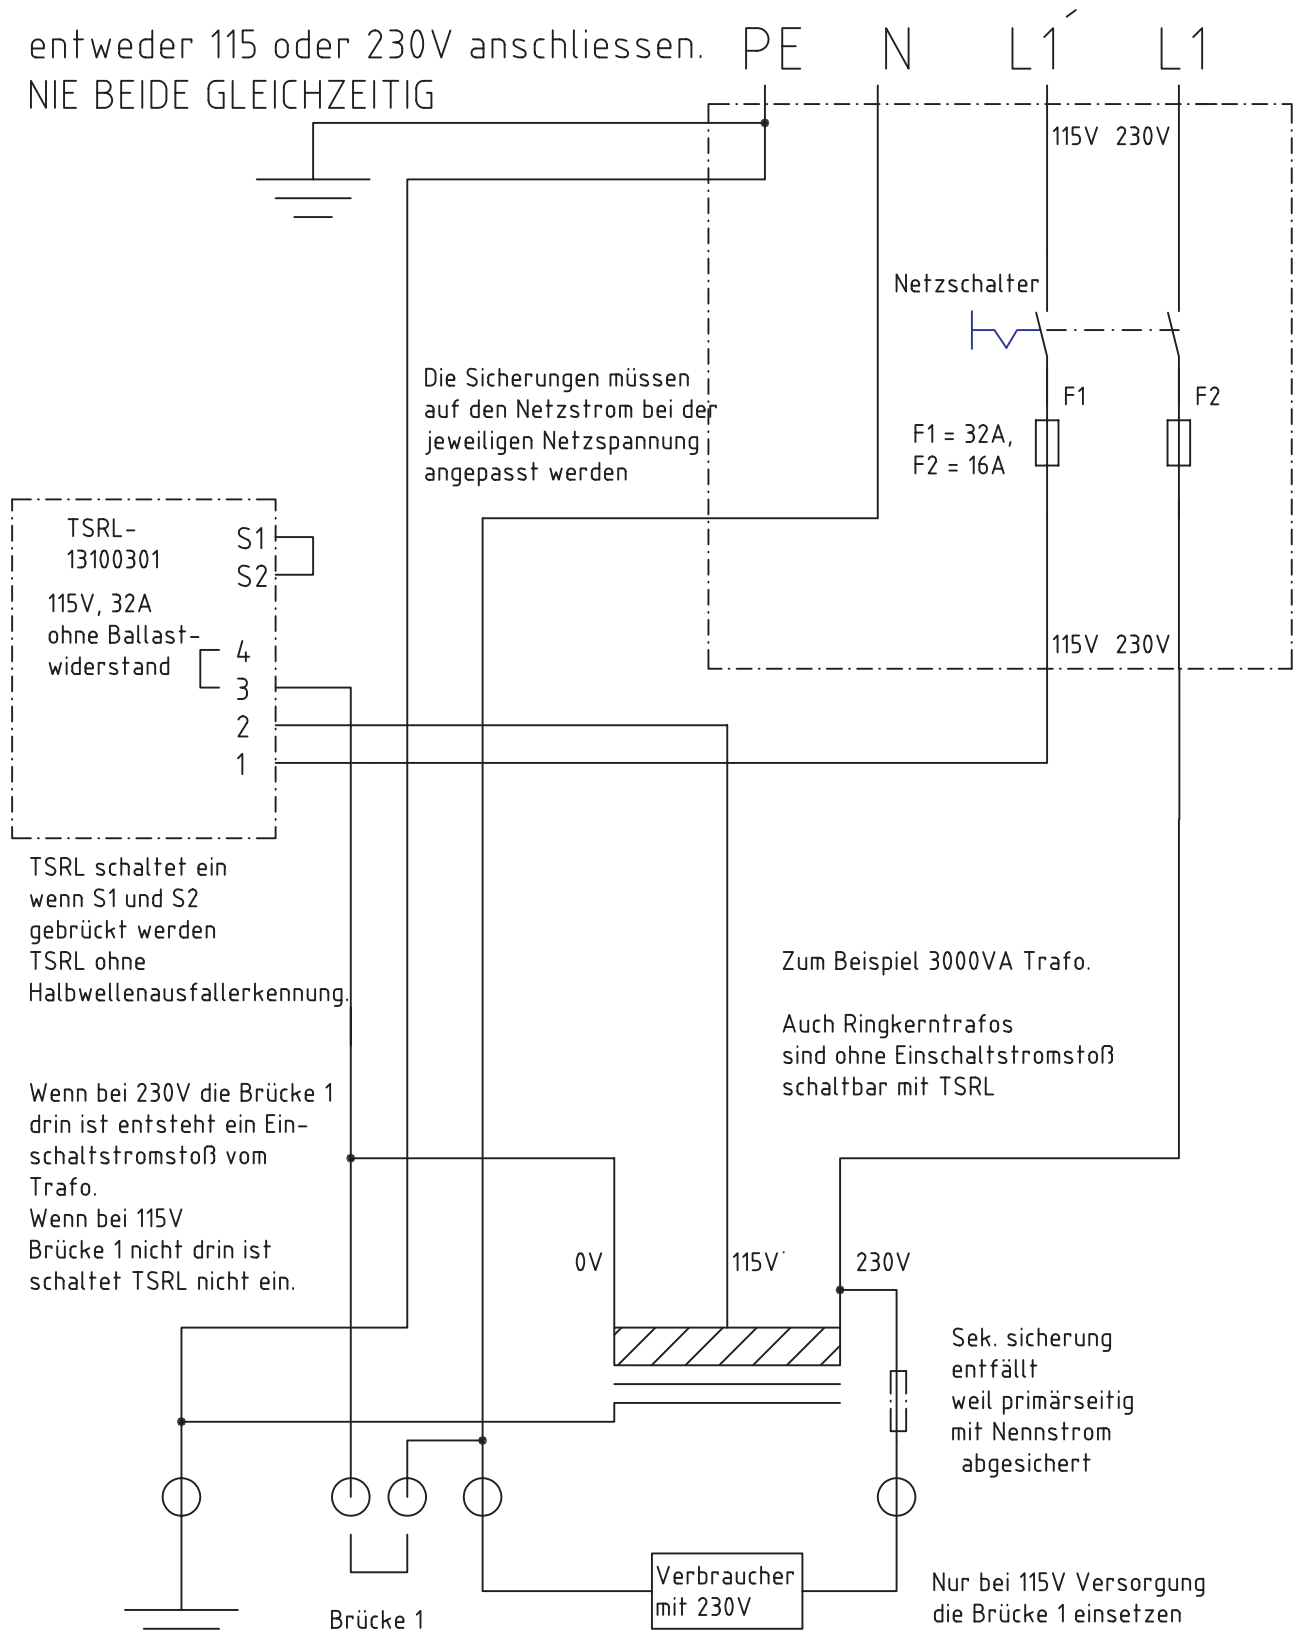 entweder 115 oder 230V anschliessen.
NIE BEIDE GLEICHZEITIG
PE N L1´ L1
115V 230V
Netzschalter
Die Sicherungen müssen
auf den Netzstrom bei der
jeweiligen Netzspannung
angepasst werden
F1
F2
F1 = 32A,
F2 = 16A
TSRL-
13100301
115V, 32A
ohne Ballast-
widerstand
S1
S2
4
3
2
1
115V 230V
TSRL schaltet ein
wenn S1 und S2
gebrückt werden
TSRL ohne
Halbwellenausfallerkennung.
Zum Beispiel 3000VA Trafo.
Auch Ringkerntrafos
sind ohne Einschaltstromstoß
schaltbar mit TSRL
Wenn bei 230V die Brücke 1
drin ist entsteht ein Ein-
schaltstromstoß vom
Trafo.
Wenn bei 115V
Brücke 1 nicht drin ist
schaltet TSRL nicht ein.
0V 115V 230V
Sek. sicherung
entfällt
weil primärseitig
mit Nennstrom
abgesichert
Brücke 1
Verbraucher
mit 230V
Nur bei 115V Versorgung
die Brücke 1 einsetzen